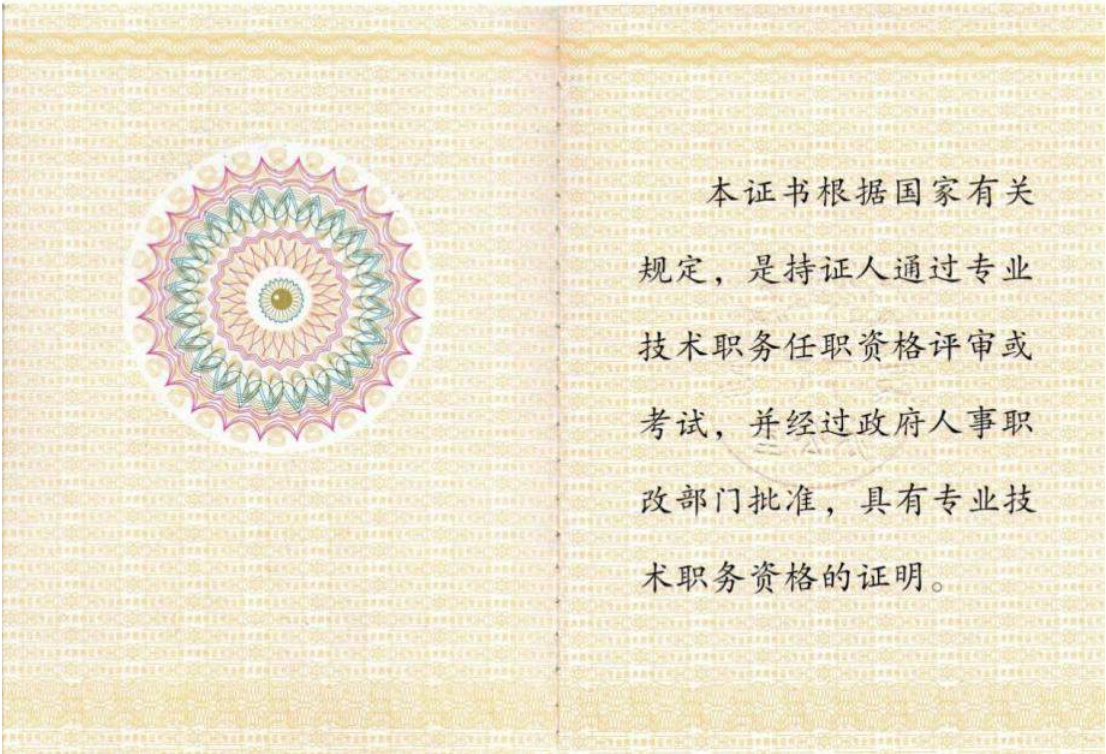 本证书根据国家有关
规定，是持证人通过专业
技术职务任职资格评审或
考试，并经过政府人事职
改部门批准，具有专业技
术职务资格的证明。